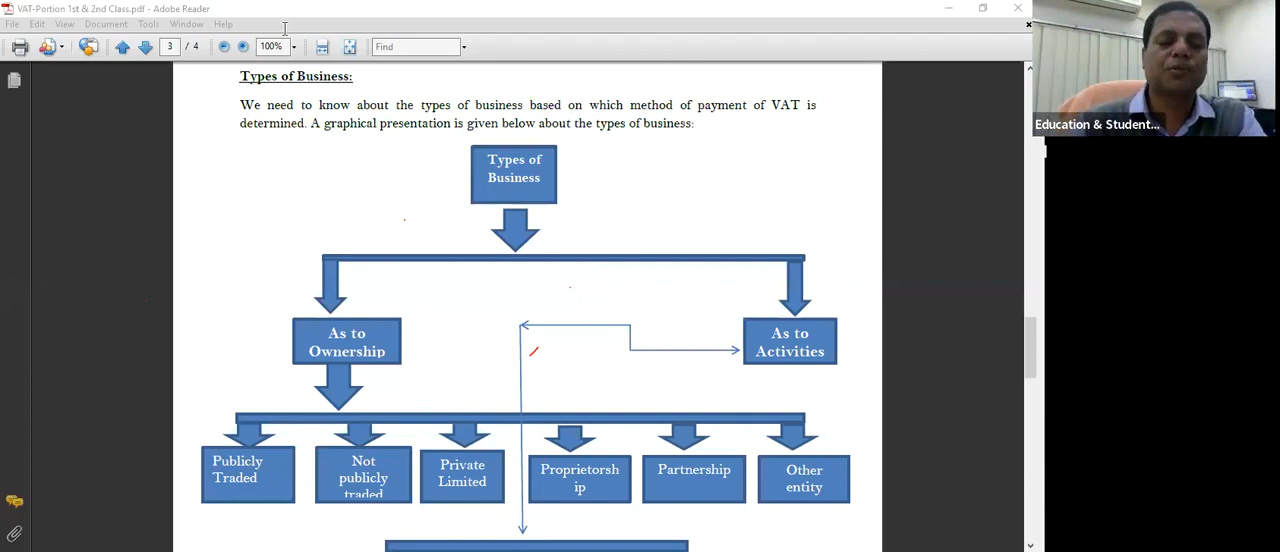 VAT-Portion 1st & 2nd Class.pdf - Adobe Reader
File Edit View Document Tools Window Help
3 / 4 100% Find
Education & Student...
Types of Business:
We need to know about the types of business based on which method of payment of VAT is
determined. A graphical presentation is given below about the types of business:
Types of
Business
As to
Ownership
As to
Activities
Publicly
Traded
Not
publicly
traded
Private
Limited
Proprietorsh
ip
Partnership
Other
entity